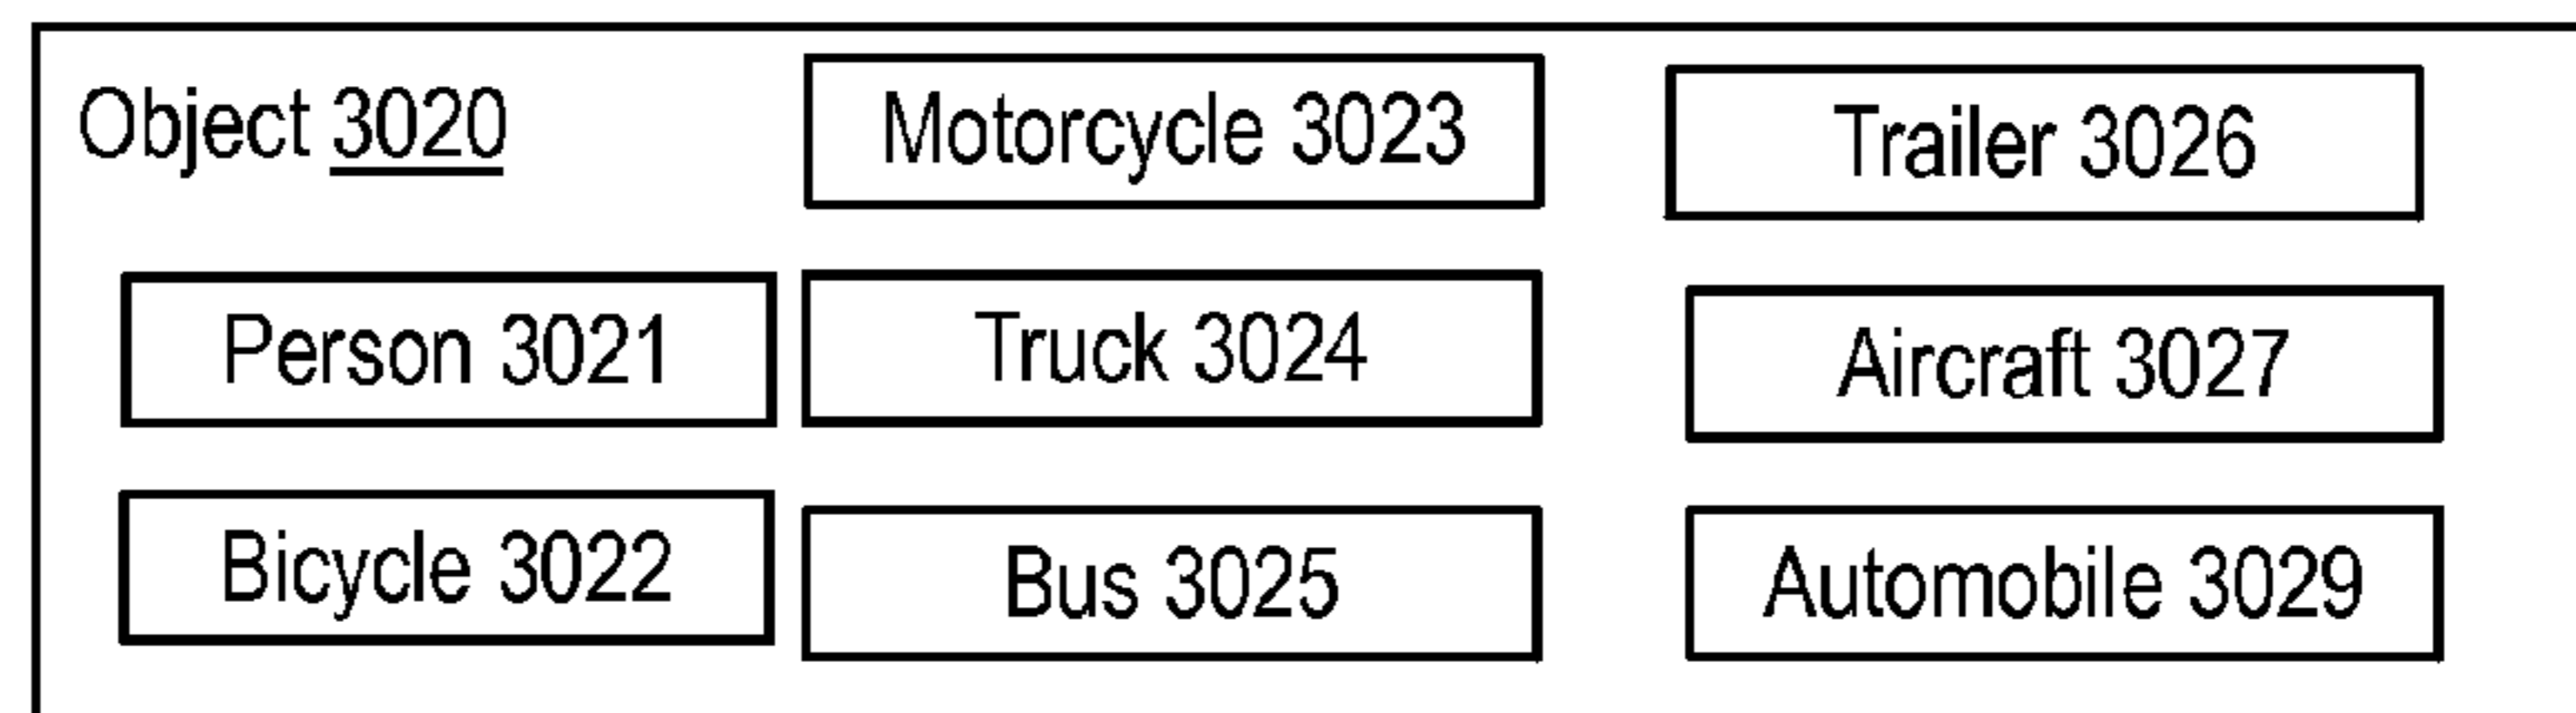 Object 3020
Person 3021
Bicycle 3022
Motorcycle 3023
Truck 3024
Bus 3025
Trailer 3026
Aircraft 3027
Automobile 3029